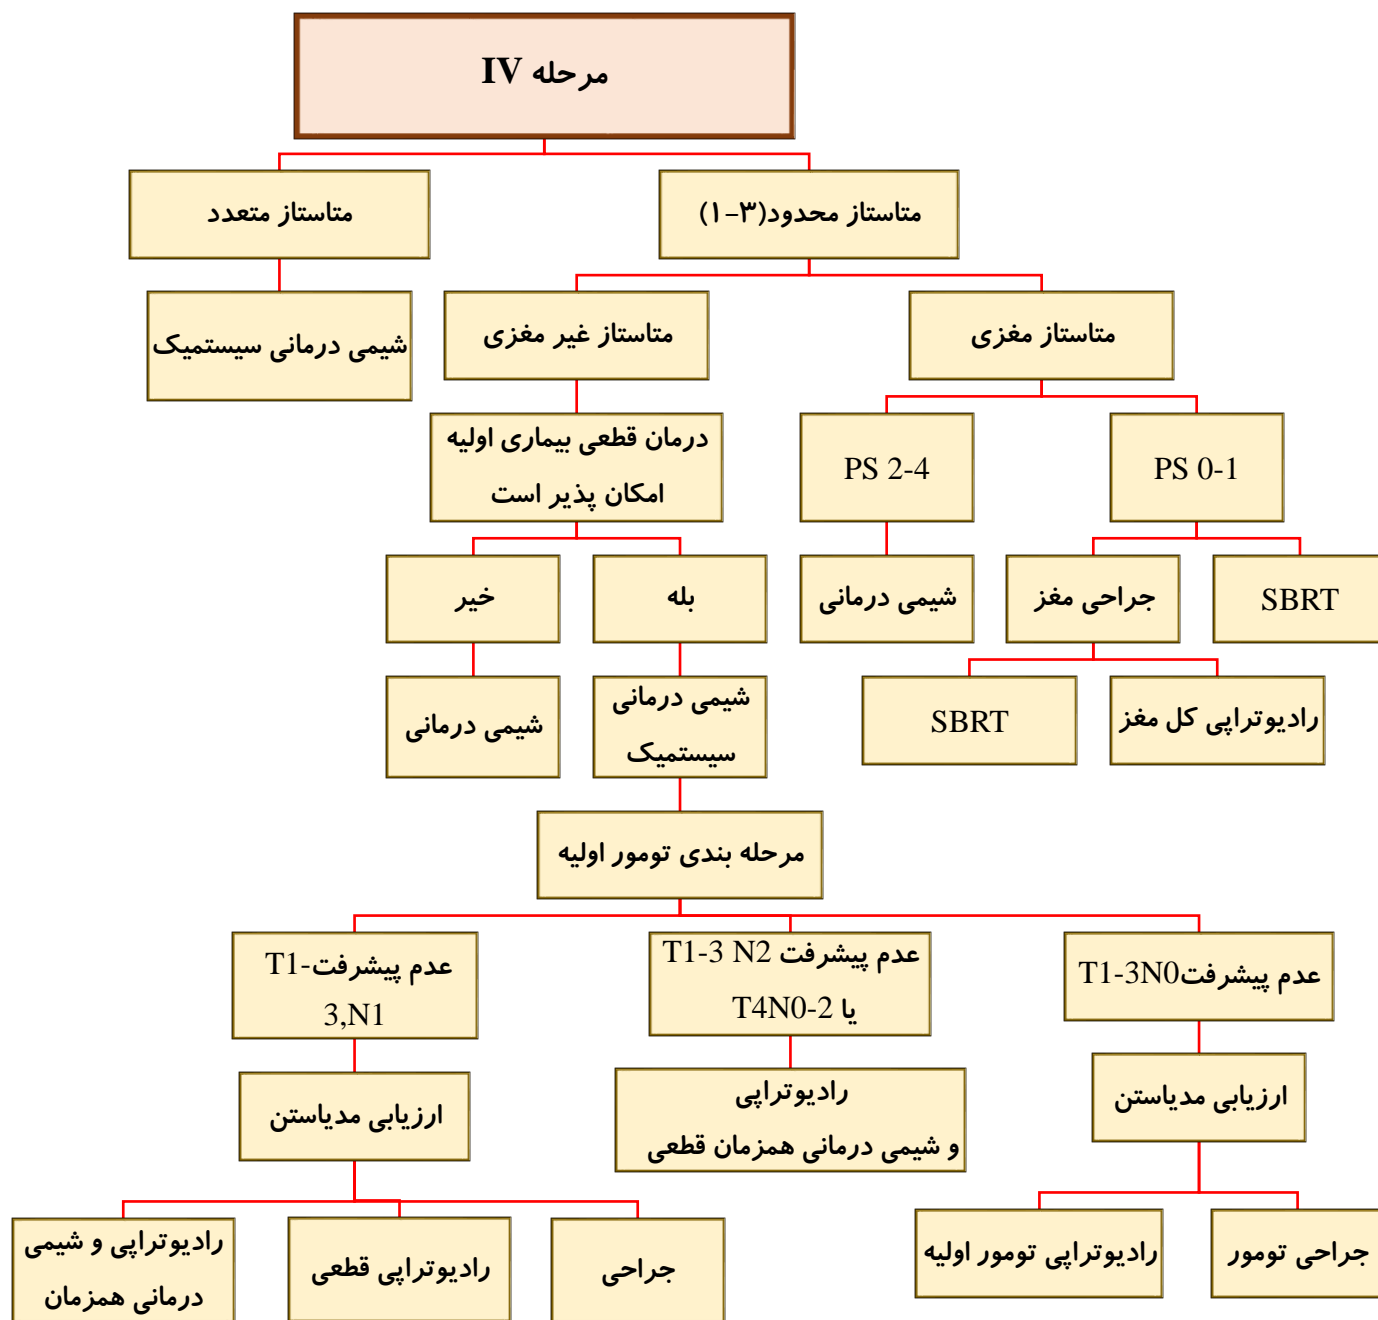 مرحله IV
متاستاز محدود(۳-۱)
متاستاز متعدد
متاستاز مغزی
متاستاز غیر مغزی
شیمی درمانی سیستمیک
PS 0-1
PS 2-4
درمان قطعی بیماری اولیه
امکان پذیر است
SBRT
جراحی مغز
شیمی درمانی
بله
خیر
رادیوتراپی کل مغز
SBRT
شیمی درمانی
سیستمیک
شیمی درمانی
مرحله بندی تومور اولیه
عدم پیشرفتT1-3N0
عدم پیشرفت T1-3 N2
یا T4N0-2
عدم پیشرفت-T1
3,N1
ارزیابی مدیاستن
رادیوتراپی
و شیمی درمانی همزمان قطعی
ارزیابی مدیاستن
جراحی تومور
رادیوتراپی تومور اولیه
جراحی
رادیوتراپی قطعی
رادیوتراپی و شیمی
درمانی همزمان